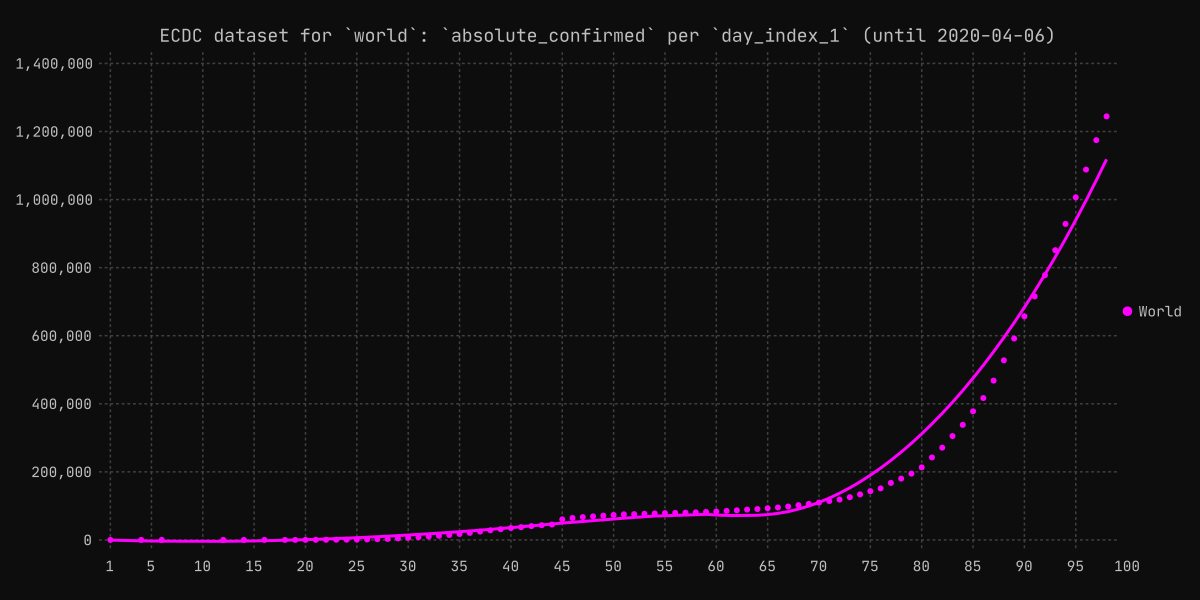 ECDC dataset for `world`: `absolute_confirmed` per `day_index_1` (until 2020-04-06)
1,400,000
1,200,000
1,000,000
800,000
600,000
400,000
200,000
0
World
1 5 10 15 20 25 30 35 40 45 50 55 60 65 70 75 80 85 90 95 100